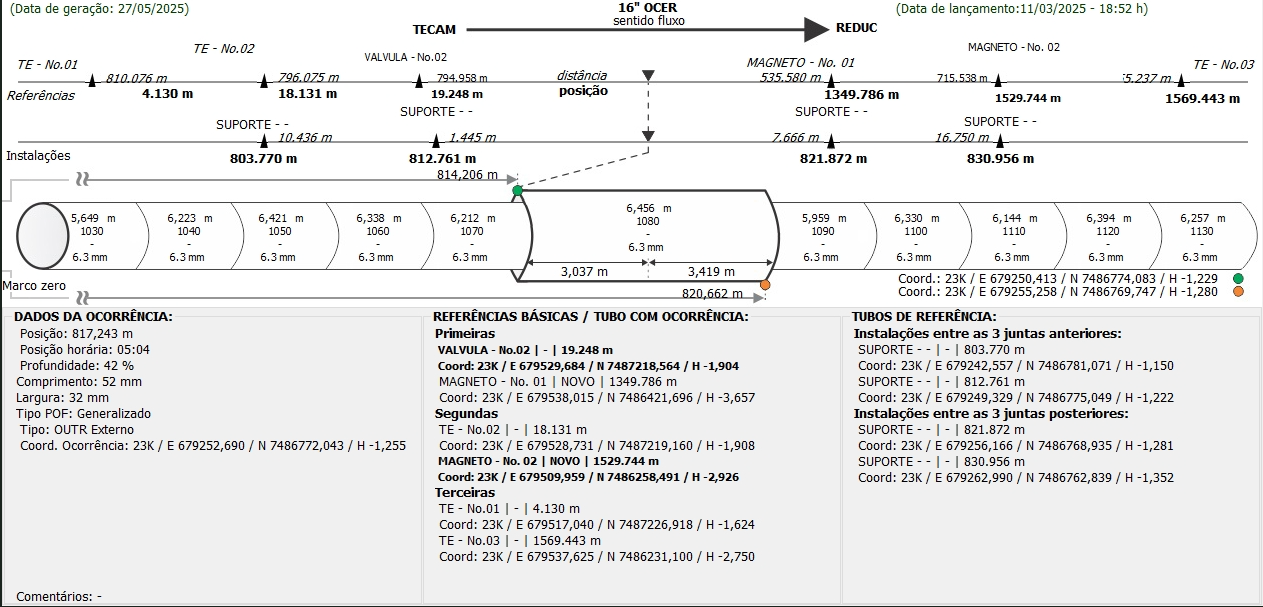 (Data de geração: 27/05/2025)
16" OCER
(Data de lançamento:11/03/2025 - 18:52 h)
sentido fluxo
TECAM
REDUC
TE - No.01
TE - No.02
VALVULA - No.02
MAGNETO - No. 01
MAGNETO - No. 02
TE - No.03
810.076 m
796.075 m
794.958 m
distância
535.580 m
715.538 m
5.237 m
Referências
4.130 m
18.131 m
19.248 m
posição
1349.786 m
1529.744 m
1569.443 m
SUPORTE - -
SUPORTE - -
SUPORTE - -
SUPORTE - -
10.436 m
1.445 m
7.666 m
16.750 m
Instalações
803.770 m
812.761 m
821.872 m
830.956 m
814,206 m
5,649 m
1030
-
6.3 mm
6,223 m
1040
-
6.3 mm
6,421 m
1050
-
6.3 mm
6,338 m
1060
-
6.3 mm
6,212 m
1070
-
6.3 mm
6,456 m
1080
-
6.3 mm
3,037 m
3,419 m
5,959 m
1090
-
6.3 mm
6,330 m
1100
-
6.3 mm
6,144 m
1110
-
6.3 mm
6,394 m
1120
-
6.3 mm
6,257 m
1130
-
6.3 mm
Marco zero
820,662 m
Coord.: 23K / E 679250,413 / N 7486774,083 / H -1,229
Coord.: 23K / E 679255,258 / N 7486769,747 / H -1,280
DADOS DA OCORRÊNCIA:
Posição: 817,243 m
Posição horária: 05:04
Profundidade: 42 %
Comprimento: 52 mm
Largura: 32 mm
Tipo POF: Generalizado
Tipo: OUTR Externo
Coord. Ocorrência: 23K / E 679252,690 / N 7486772,043 / H -1,255
Comentários: -
REFERÊNCIAS BÁSICAS / TUBO COM OCORRÊNCIA:
Primeiras
VALVULA - No.02 | - | 19.248 m
Coord: 23K / E 679529,684 / N 7487218,564 / H -1,904
MAGNETO - No. 01 | NOVO | 1349.786 m
Coord: 23K / E 679538,015 / N 7486421,696 / H -3,657
Segundas
TE - No.02 | - | 18.131 m
Coord: 23K / E 679528,731 / N 7487219,160 / H -1,908
MAGNETO - No. 02 | NOVO | 1529.744 m
Coord: 23K / E 679509,959 / N 7486258,491 / H -2,926
Terceiras
TE - No.01 | - | 4.130 m
Coord: 23K / E 679517,040 / N 7487226,918 / H -1,624
TE - No.03 | - | 1569.443 m
Coord: 23K / E 679537,625 / N 7486231,100 / H -2,750
TUBOS DE REFERÊNCIA:
Instalações entre as 3 juntas anteriores:
SUPORTE - - | - | 803.770 m
Coord: 23K / E 679242,557 / N 7486781,071 / H -1,150
SUPORTE - - | - | 812.761 m
Coord: 23K / E 679249,329 / N 7486775,049 / H -1,222
Instalações entre as 3 juntas posteriores:
SUPORTE - - | - | 821.872 m
Coord: 23K / E 679256,166 / N 7486768,935 / H -1,281
SUPORTE - - | - | 830.956 m
Coord: 23K / E 679262,990 / N 7486762,839 / H -1,352